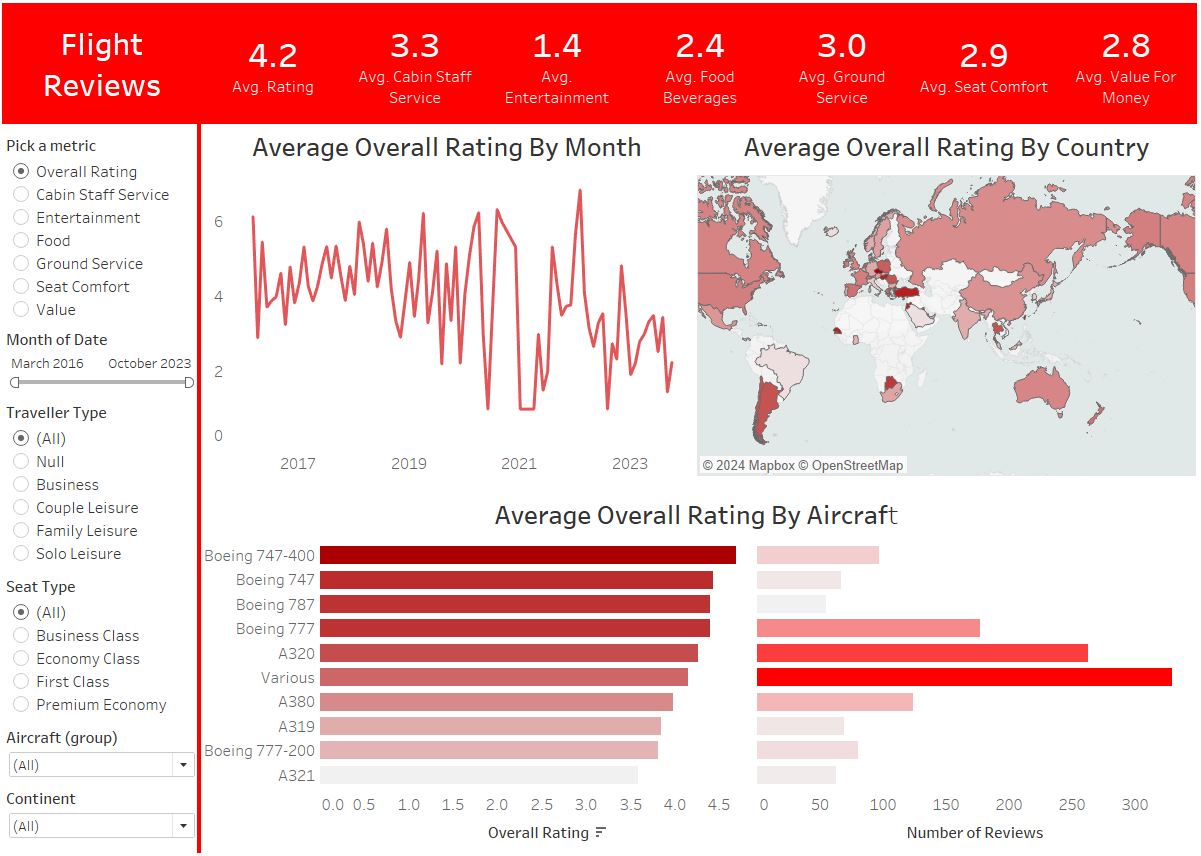 Flight
Reviews
4.2
Avg. Rating
3.3
Avg. Cabin Staff
Service
1.4
Avg.
Entertainment
2.4
Avg. Food
Beverages
3.0
Avg. Ground
Service
2.9
Avg. Seat Comfort
2.8
Avg. Value For
Money
Pick a metric
Overall Rating
Cabin Staff Service
Entertainment
Food
Ground Service
Seat Comfort
Value
Month of Date
March 2016 October 2023
Traveller Type
(All)
Null
Business
Couple Leisure
Family Leisure
Solo Leisure
Seat Type
(All)
Business Class
Economy Class
First Class
Premium Economy
Aircraft (group)
(All)
Continent
(All)
Average Overall Rating By Month
6
4
2
0
2017 2019 2021 2023
Average Overall Rating By Country
© 2024 Mapbox © OpenStreetMap
Average Overall Rating By Aircraft
Boeing 747-400
Boeing 747
Boeing 787
Boeing 777
A320
Various
A380
A319
Boeing 777-200
A321
0.0 0.5 1.0 1.5 2.0 2.5 3.0 3.5 4.0 4.5
Overall Rating
0 50 100 150 200 250 300
Number of Reviews